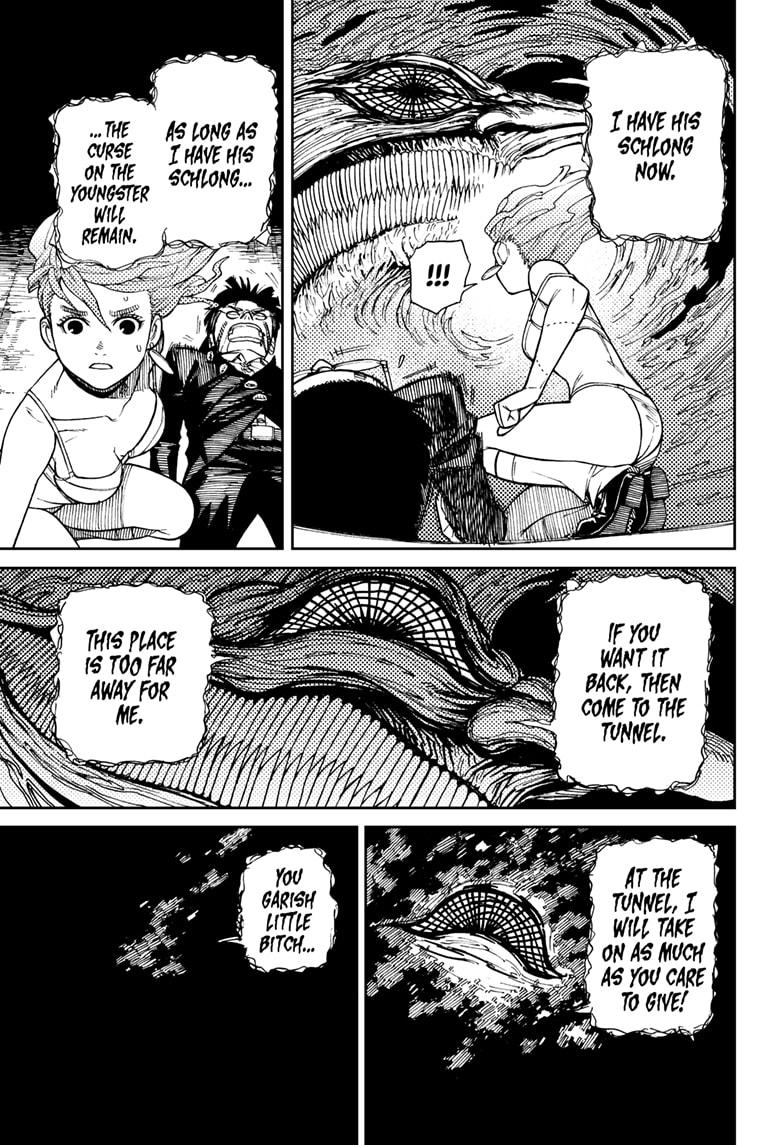 I HAVE HIS
SCHLONG
NOW.
!!!
AS LONG AS
I HAVE HIS
SCHLONG...
...THE
CURSE
ON THE
YOUNGSTER
WILL
REMAIN.
IF YOU
WANT IT
BACK, THEN
COME TO THE
TUNNEL.
THIS PLACE
IS TOO FAR
AWAY FOR
ME.
AT THE
TUNNEL, I
WILL TAKE
ON AS MUCH
AS YOU CARE
TO GIVE!
YOU
GARISH
LITTLE
BITCH...